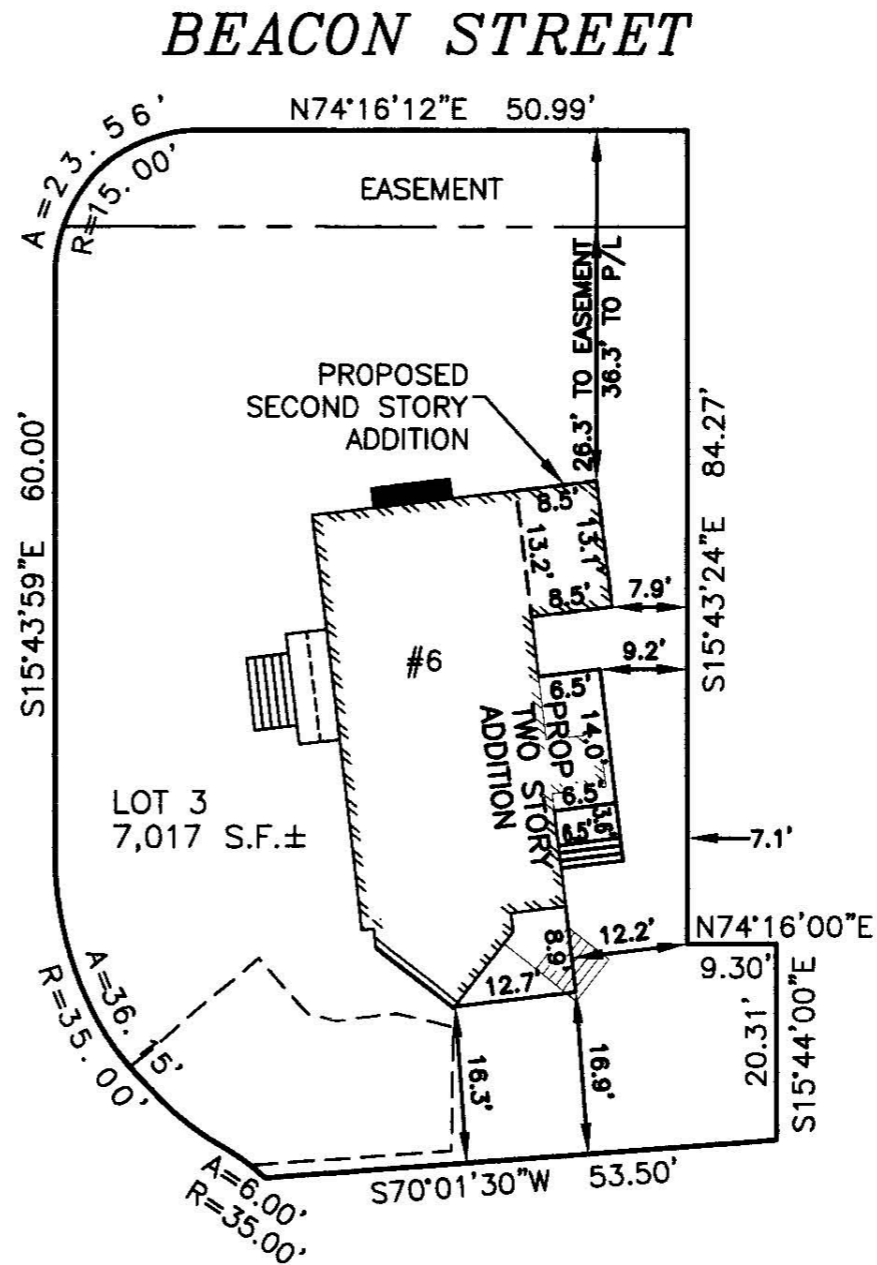 BEACON STREET
N74°16'12"E 50.99'
A=23.56'
R=15.00'
EASEMENT
26.3' TO EASEMENT
36.3' TO P/L
PROPOSED
SECOND STORY
ADDITION
S15°43'59"E 60.00'
S15°43'24"E 84.27'
8.5'
13.2'
13.1'
8.5'
7.9'
#6
9.2'
6.5'
PROP
TWO STORY
ADDITION
14.0'
6.5'
3.6'
6.5'
LOT 3
7,017 S.F.±
7.1'
N74°16'00"E
9.30'
12.2'
8.9'
12.7'
20.31'
S15°44'00"E
A=36.15'
R=35.00'
16.3'
16.9'
A=6.00'
R=35.00'
S70°01'30"W 53.50'